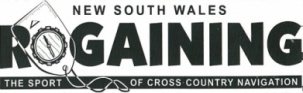 NEW SOUTH WALES
ROGAINING
THE SPORT OF CROSS COUNTRY NAVIGATION